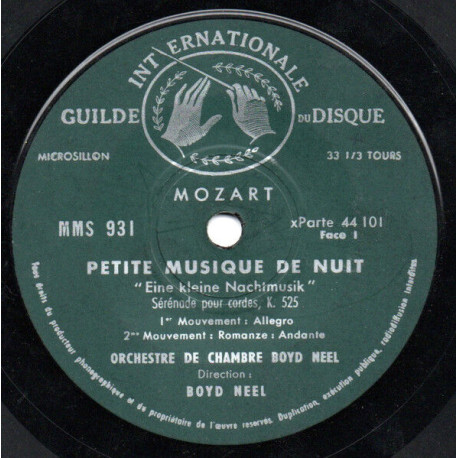 GUILDE INTERNATIONALE DU DISQUE
MICROSILLON
33 1/3 TOURS
MOZART
MMS 931
xParte 44 101
Face 1
PETITE MUSIQUE DE NUIT
"Eine kleine Nachtmusik"
Sérénade pour cordes, K. 525
1er Mouvement : Allegro
2me Mouvement : Romanze : Andante
ORCHESTRE DE CHAMBRE BOYD NEEL
Direction :
BOYD NEEL
Tous droits du producteur phonographique et du propriétaire de l'œuvre reservés. Duplication, exécution publique, radiodiffusion interdites.